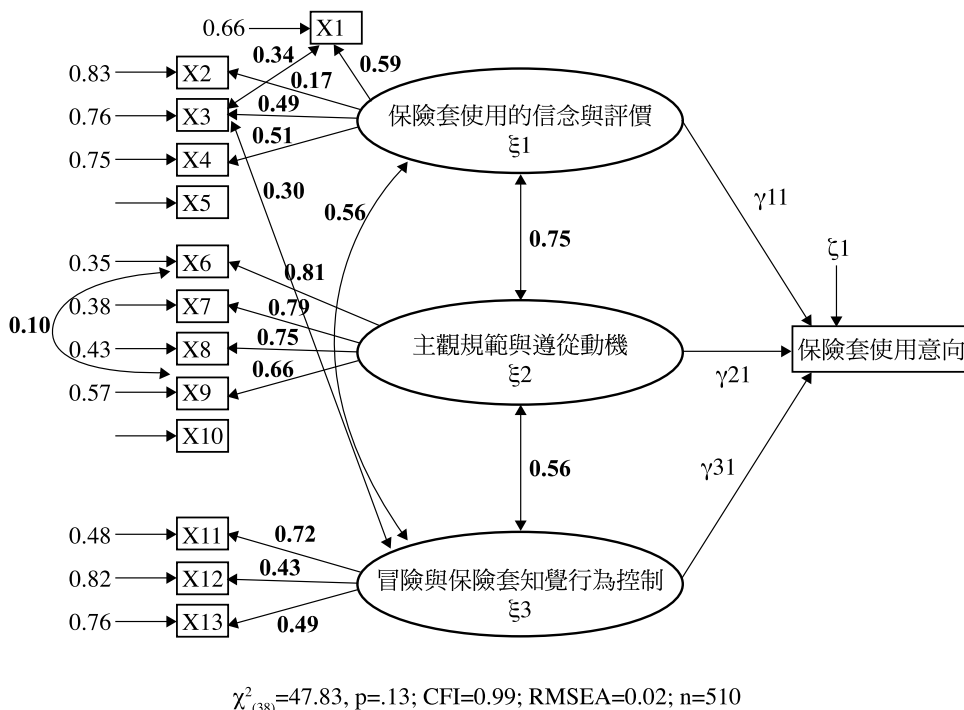 0.66
X1
0.34
0.59
0.83
X2
0.17
0.76
X3
0.49
保險套使用的信念與評價
ξ1
0.75
X4
0.51
X5
0.30
0.56
γ11
0.75
ζ1
0.35
X6
0.81
0.38
X7
0.79
0.10
0.43
X8
0.75
主觀規範與遵從動機
ξ2
保險套使用意向
0.57
X9
0.66
γ21
X10
0.56
γ31
0.48
X11
0.72
0.82
X12
0.43
冒險與保險套知覺行為控制
ξ3
0.76
X13
0.49
χ²₍₃₈₎=47.83, p=.13; CFI=0.99; RMSEA=0.02; n=510